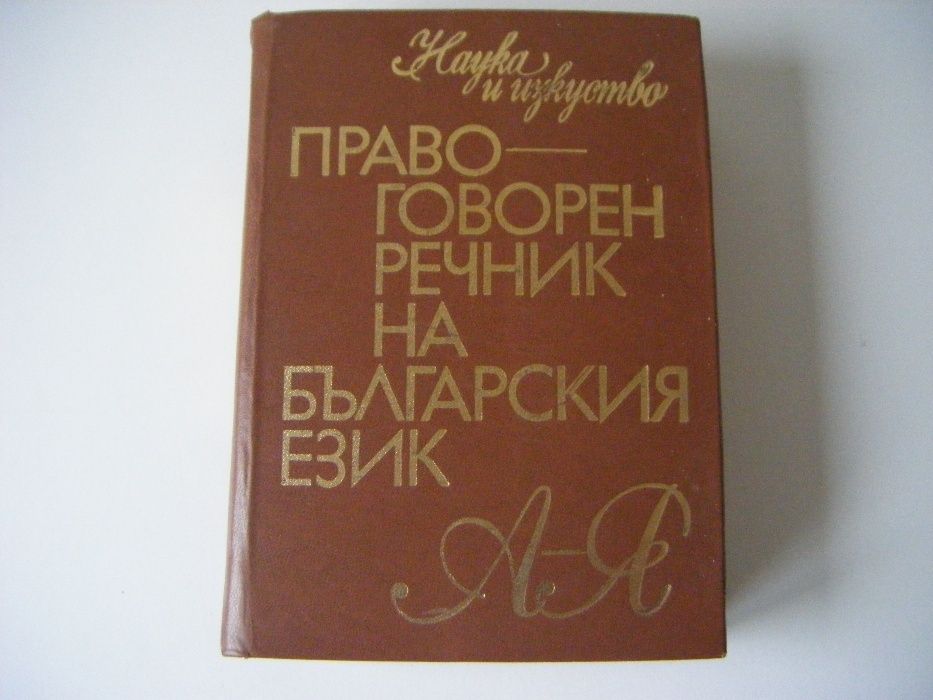 Наука
и изкуство
ПРАВО—
ГОВОРЕН
РЕЧНИК
НА
БЪЛГАРСКИЯ
ЕЗИК
А—Я